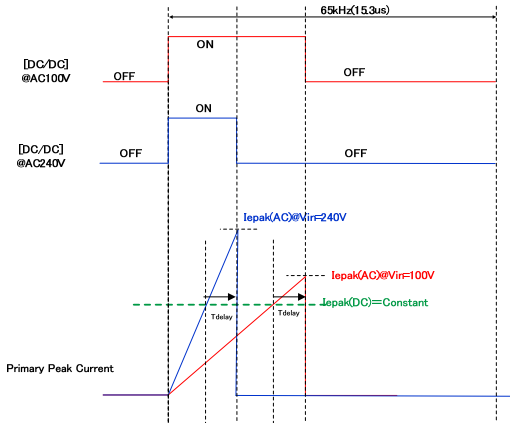 65kHz(15.3us)
[DC/DC]
@AC100V
OFF
ON
OFF
[DC/DC]
@AC240V
OFF
ON
OFF
Iepak(AC)@Vin=240V
Iepak(AC)@Vin=100V
Iepak(DC)=Constant
Tdelay
Tdelay
Primary Peak Current